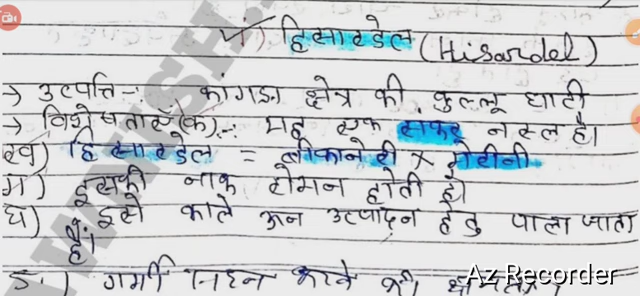 हिसारडेल (Hisardel)
→ उत्पत्ति -: कांगड़ा क्षेत्र की कुल्लू घाटी
→ विशेषताएँ (क) -: यह एक संकर नस्ल है।
ख) हिसारडेल = बीकानेरी × मेरीनो
ग) इसकी नाक रोमन होती है।
घ) इसे काले ऊन उत्पादन हेतु पाला जाता
है।
ङ) गर्मी सहन करने की
Az Recorder